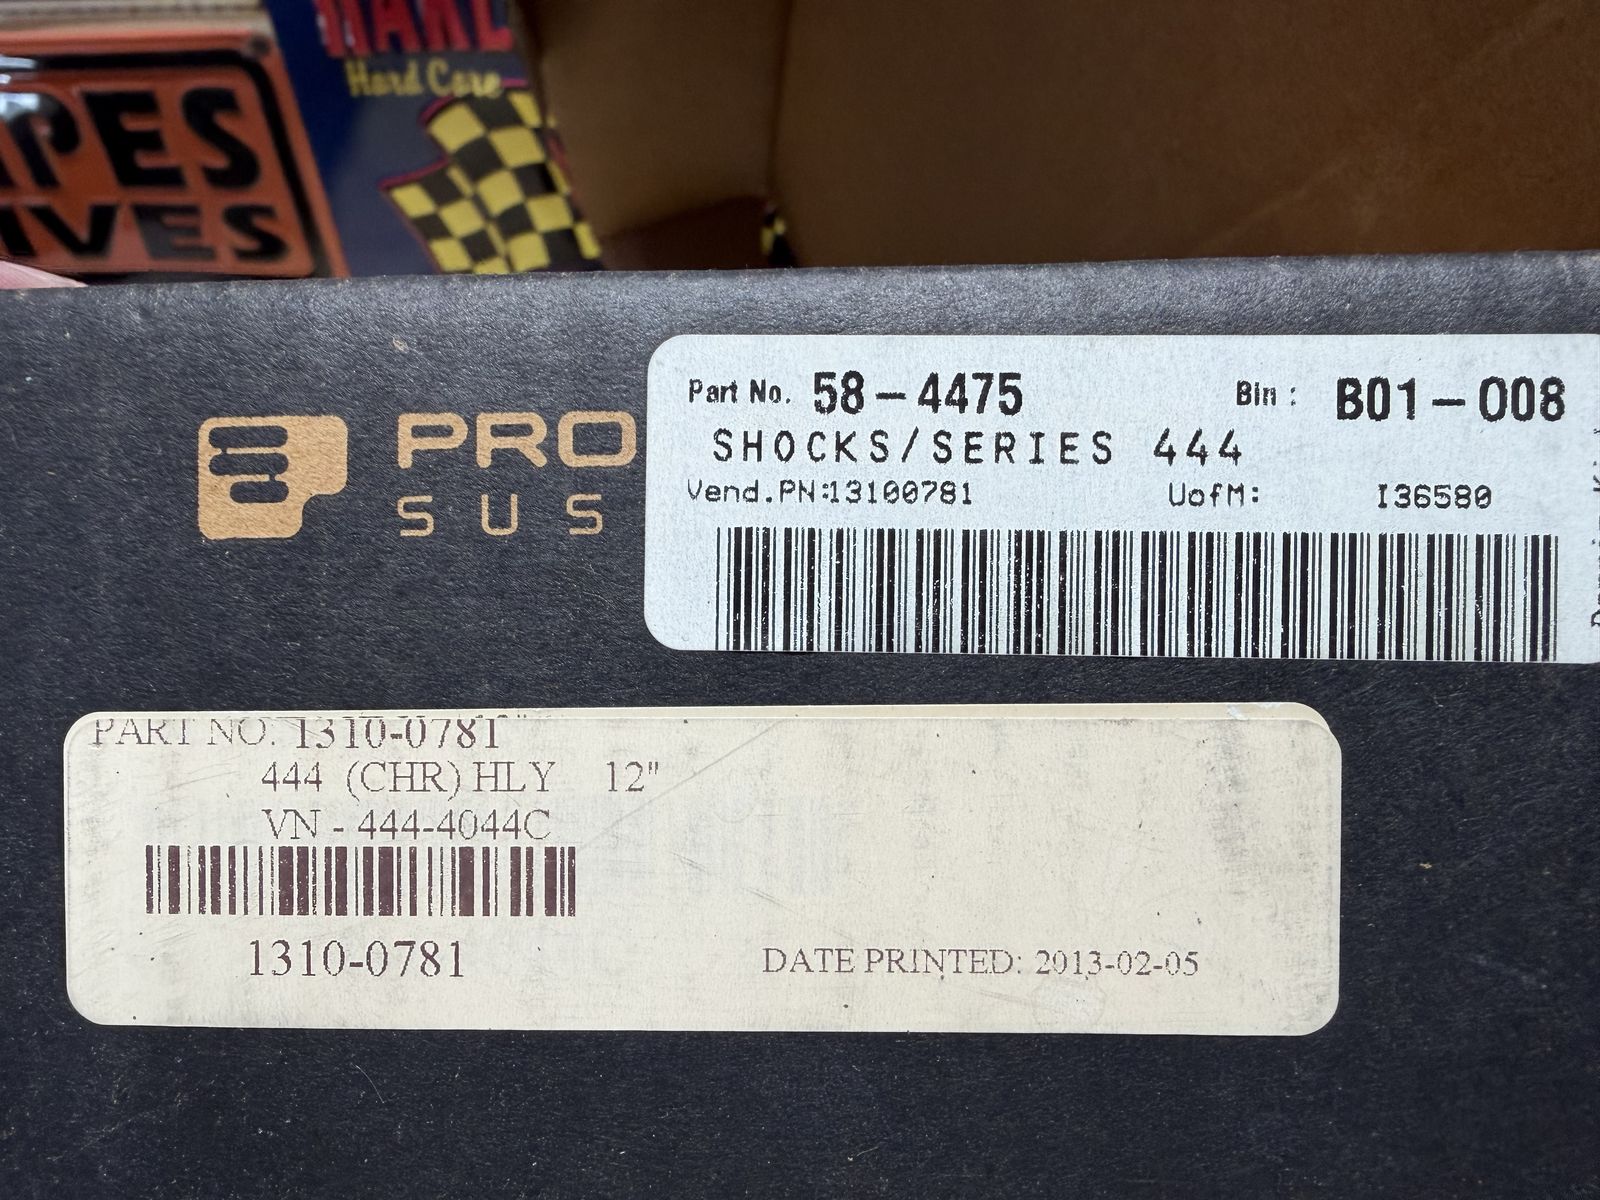 Hard Core
IVES
PRO
SUS
Part No. 58-4475 Bin: B01-008
SHOCKS/SERIES 444
Vend.PN:13100781 UofM: I36580
PART NO. 1310-0781
444 (CHR) HLY 12"
VN - 444-4044C
1310-0781
DATE PRINTED: 2013-02-05